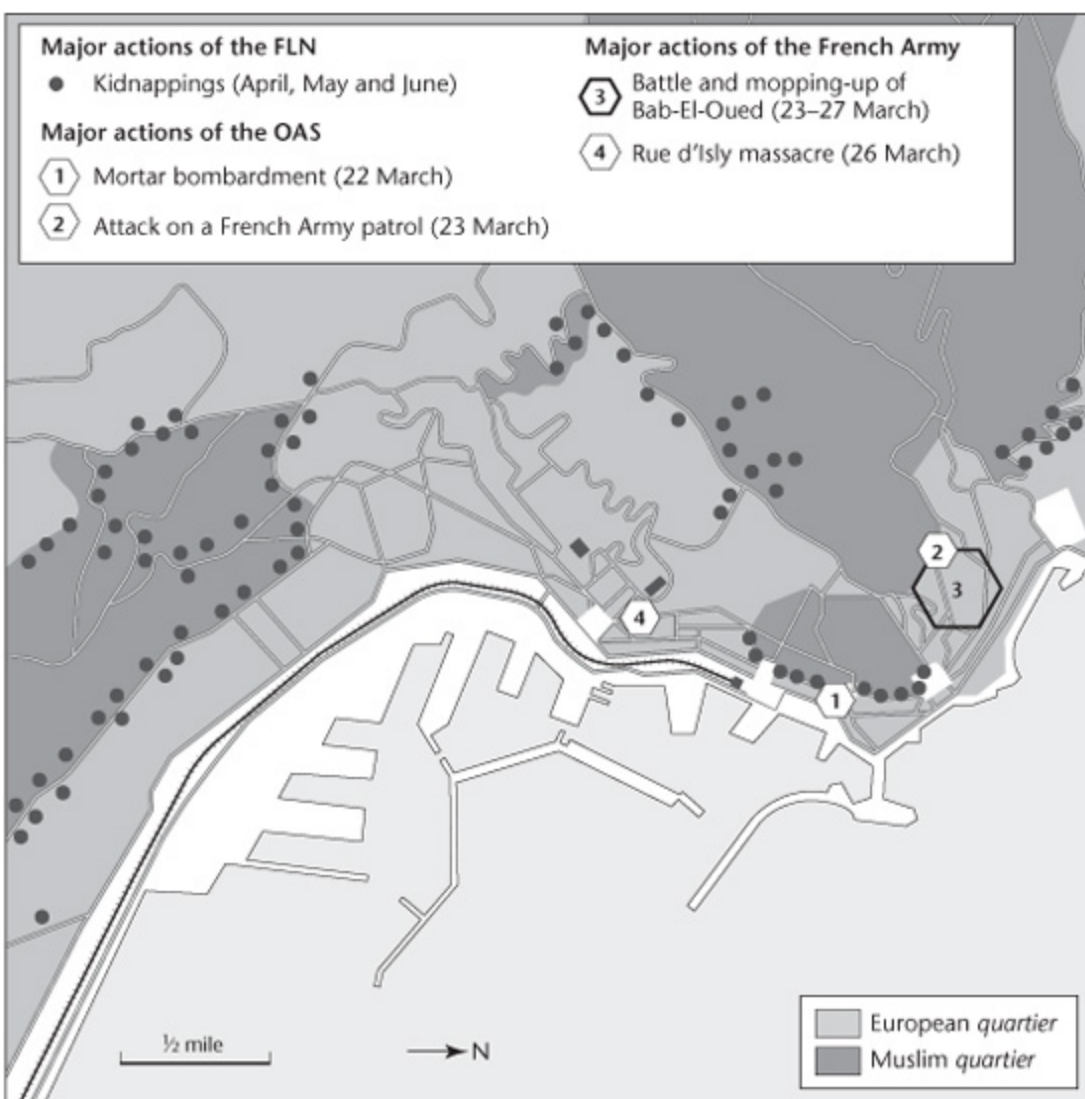 Major actions of the FLN
Kidnappings (April, May and June)
Major actions of the OAS
1 Mortar bombardment (22 March)
2 Attack on a French Army patrol (23 March)
Major actions of the French Army
3 Battle and mopping-up of
Bab-El-Oued (23–27 March)
4 Rue d'Isly massacre (26 March)
2
3
4
1
½ mile
N
European quartier
Muslim quartier